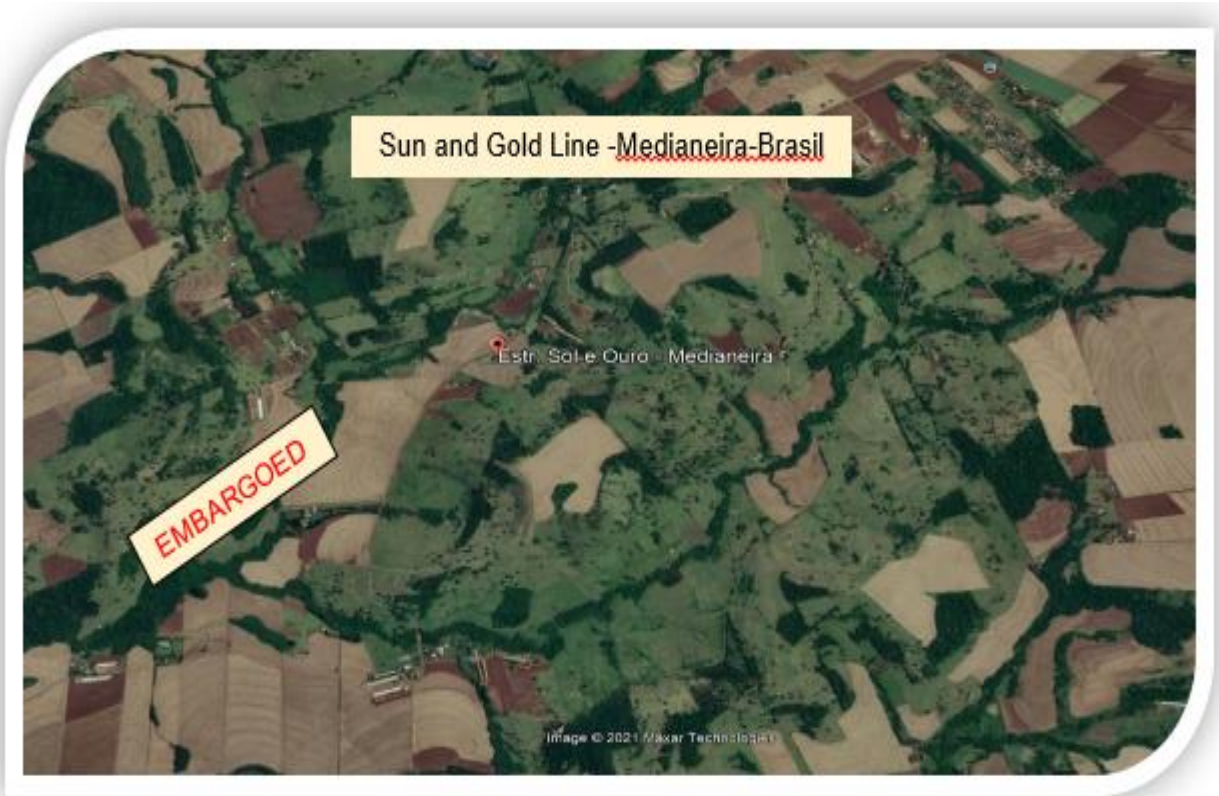 Sun and Gold Line -Medianeira-Brasil
Estr. Sol e Ouro - Medianeira
EMBARGOED
Image © 2021 Maxar Technologies